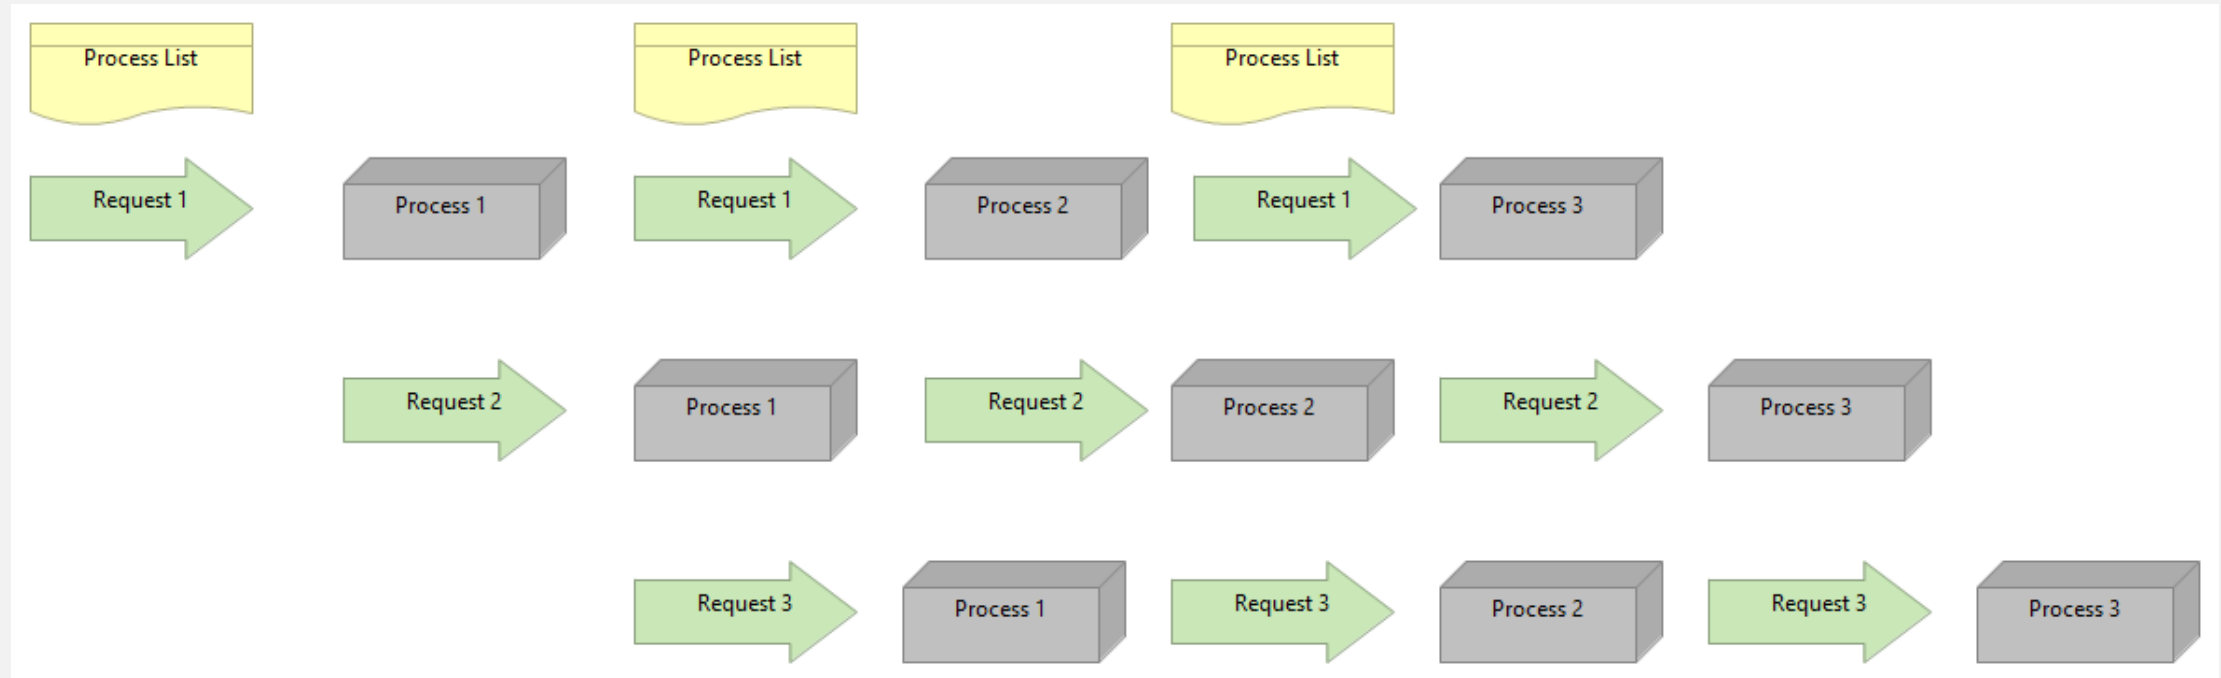 Process List
Process List
Process List
Request 1
Process 1
Request 1
Process 2
Request 1
Process 3
Request 2
Process 1
Request 2
Process 2
Request 2
Process 3
Request 3
Process 1
Request 3
Process 2
Request 3
Process 3